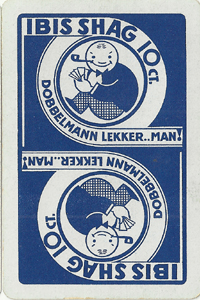 IBIS SHAG 10 CT.
DOBBELMANN LEKKER..MAN!
DOBBELMANN LEKKER..MAN!
IBIS SHAG 10 CT.